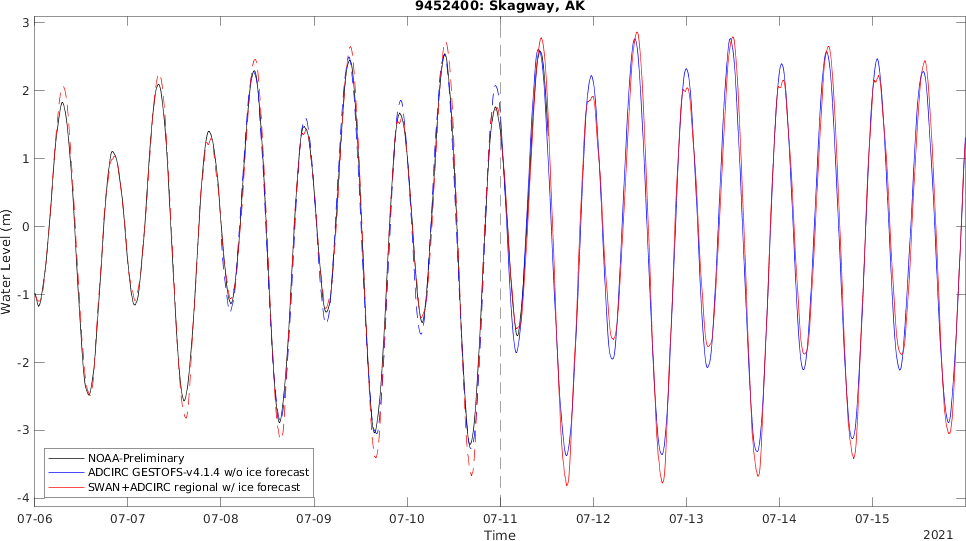 9452400: Skagway, AK
3
2
1
0
-1
-2
-3
-4
Water Level (m)
NOAA-Preliminary
ADCIRC GESTOFS-v4.1.4 w/o ice forecast
SWAN+ADCIRC regional w/ ice forecast
07-06 07-07 07-08 07-09 07-10 07-11 07-12 07-13 07-14 07-15
Time
2021